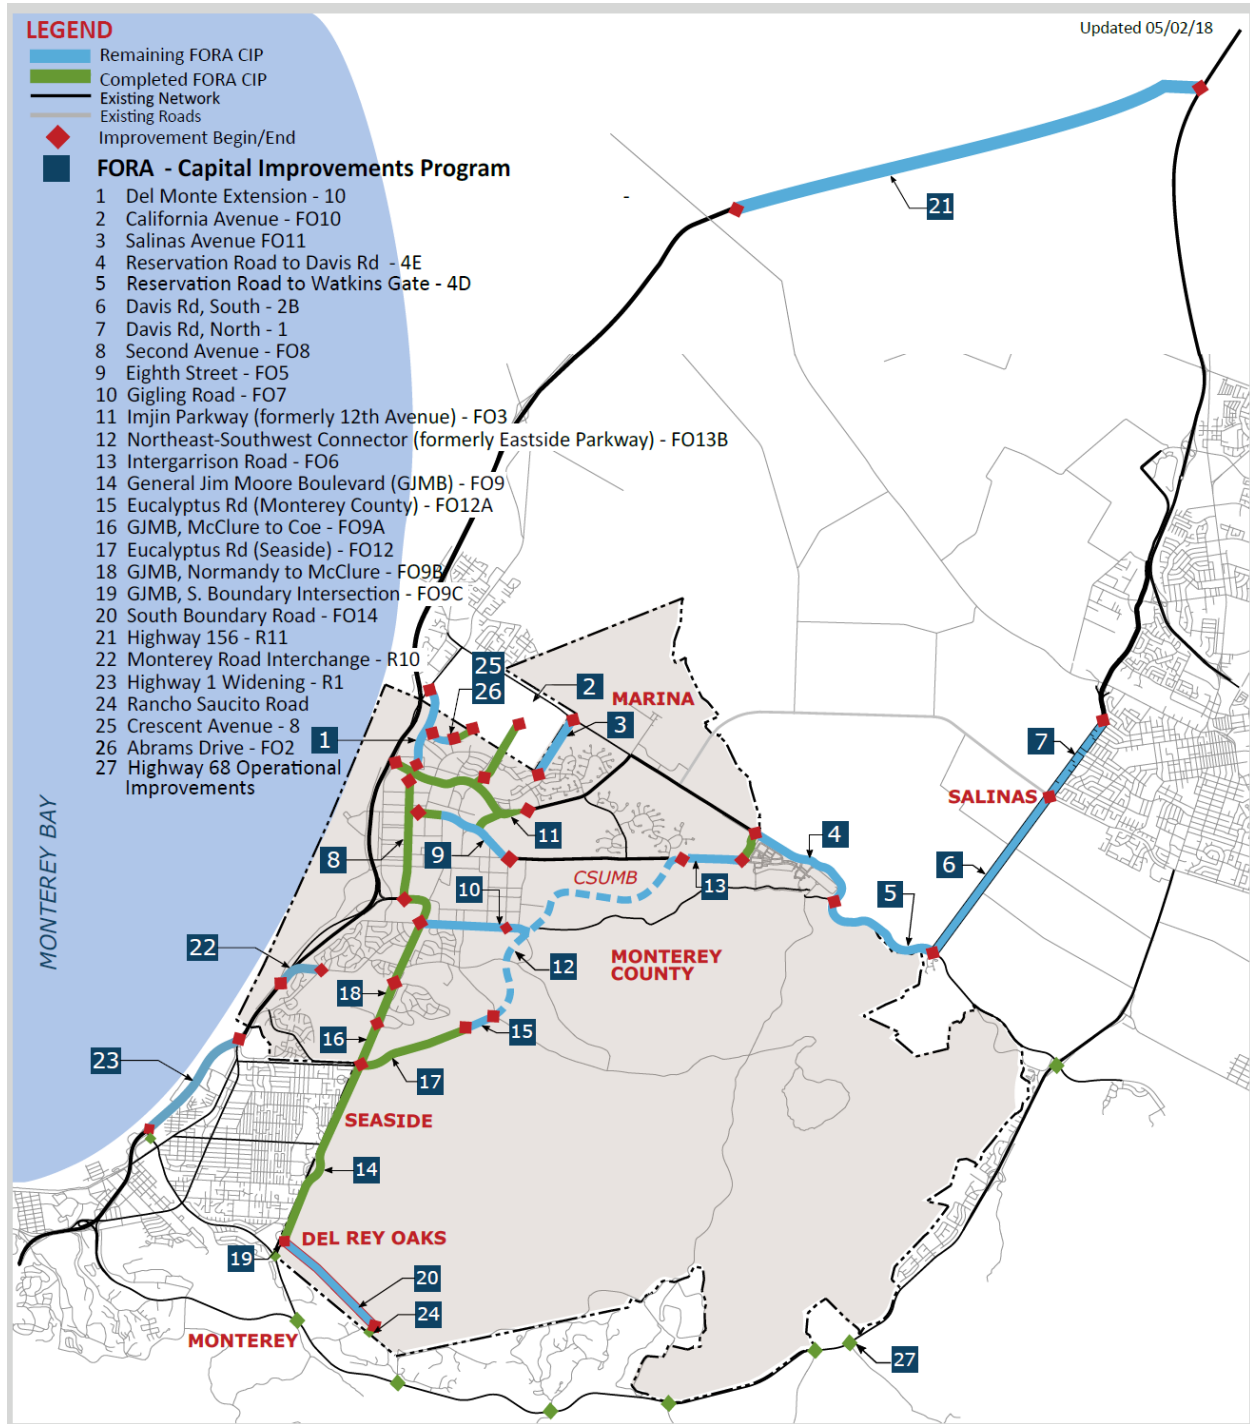 LEGEND
Updated 05/02/18
Remaining FORA CIP
Completed FORA CIP
Existing Network
Existing Roads
Improvement Begin/End
FORA - Capital Improvements Program
1 Del Monte Extension - 10
2 California Avenue - FO10
3 Salinas Avenue FO11
4 Reservation Road to Davis Rd - 4E
5 Reservation Road to Watkins Gate - 4D
6 Davis Rd, South - 2B
7 Davis Rd, North - 1
8 Second Avenue - FO8
9 Eighth Street - FO5
10 Gigling Road - FO7
11 Imjin Parkway (formerly 12th Avenue) - FO3
12 Northeast-Southwest Connector (formerly Eastside Parkway) - FO13B
13 Intergarrison Road - FO6
14 General Jim Moore Boulevard (GJMB) - FO9
15 Eucalyptus Rd (Monterey County) - FO12A
16 GJMB, McClure to Coe - FO9A
17 Eucalyptus Rd (Seaside) - FO12
18 GJMB, Normandy to McClure - FO9B
19 GJMB, S. Boundary Intersection - FO9C
20 South Boundary Road - FO14
21 Highway 156 - R11
22 Monterey Road Interchange - R10
23 Highway 1 Widening - R1
24 Rancho Saucito Road
25 Crescent Avenue - 8
26 Abrams Drive - FO2
27 Highway 68 Operational
Improvements
21
25
26
2
MARINA
3
1
7
SALINAS
11
4
8
9
6
CSUMB
13
10
5
MONTEREY BAY
22
MONTEREY
COUNTY
12
18
16
15
23
17
SEASIDE
14
DEL REY OAKS
19
20
24
MONTEREY
27